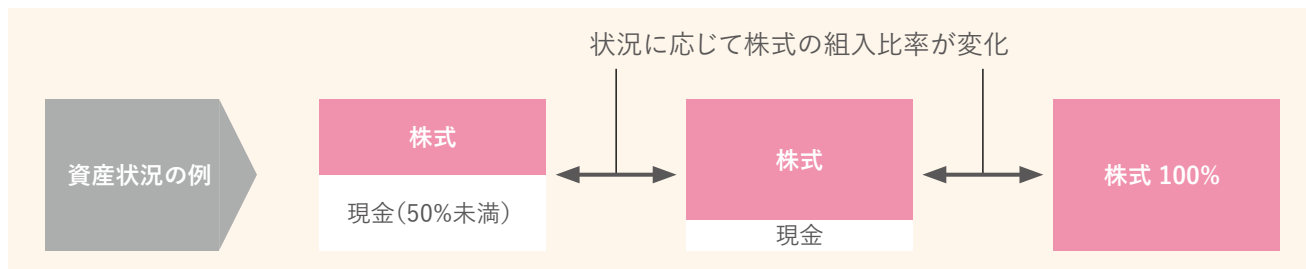 状況に応じて株式の組入比率が変化
資産状況の例
株式
現金(50%未満)
株式
現金
株式 100%